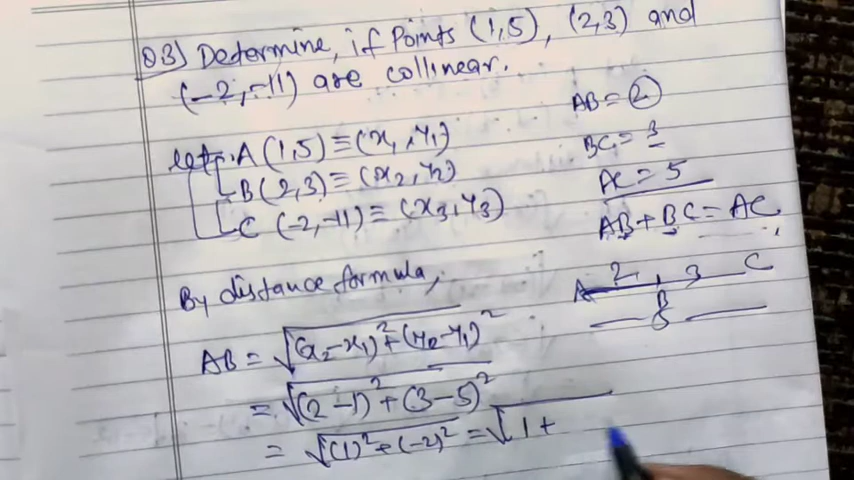 Q3) Determine, if Points (1,5), (2,3) and
(-2,-11) are collinear.
let, A(1,5) ≡ (x₁, y₁)
B(2,3) ≡ (x₂, y₂)
C (-2,-11) ≡ (x₃, y₃)
AB = 2
BC = 3
AC = 5
AB + BC = AC
A 2 3 C
B
5
By distance formula,
AB = √(x₂-x₁)²+(y₂-y₁)²
= √(2-1)²+(3-5)²
= √(1)²+(-2)² = √1+